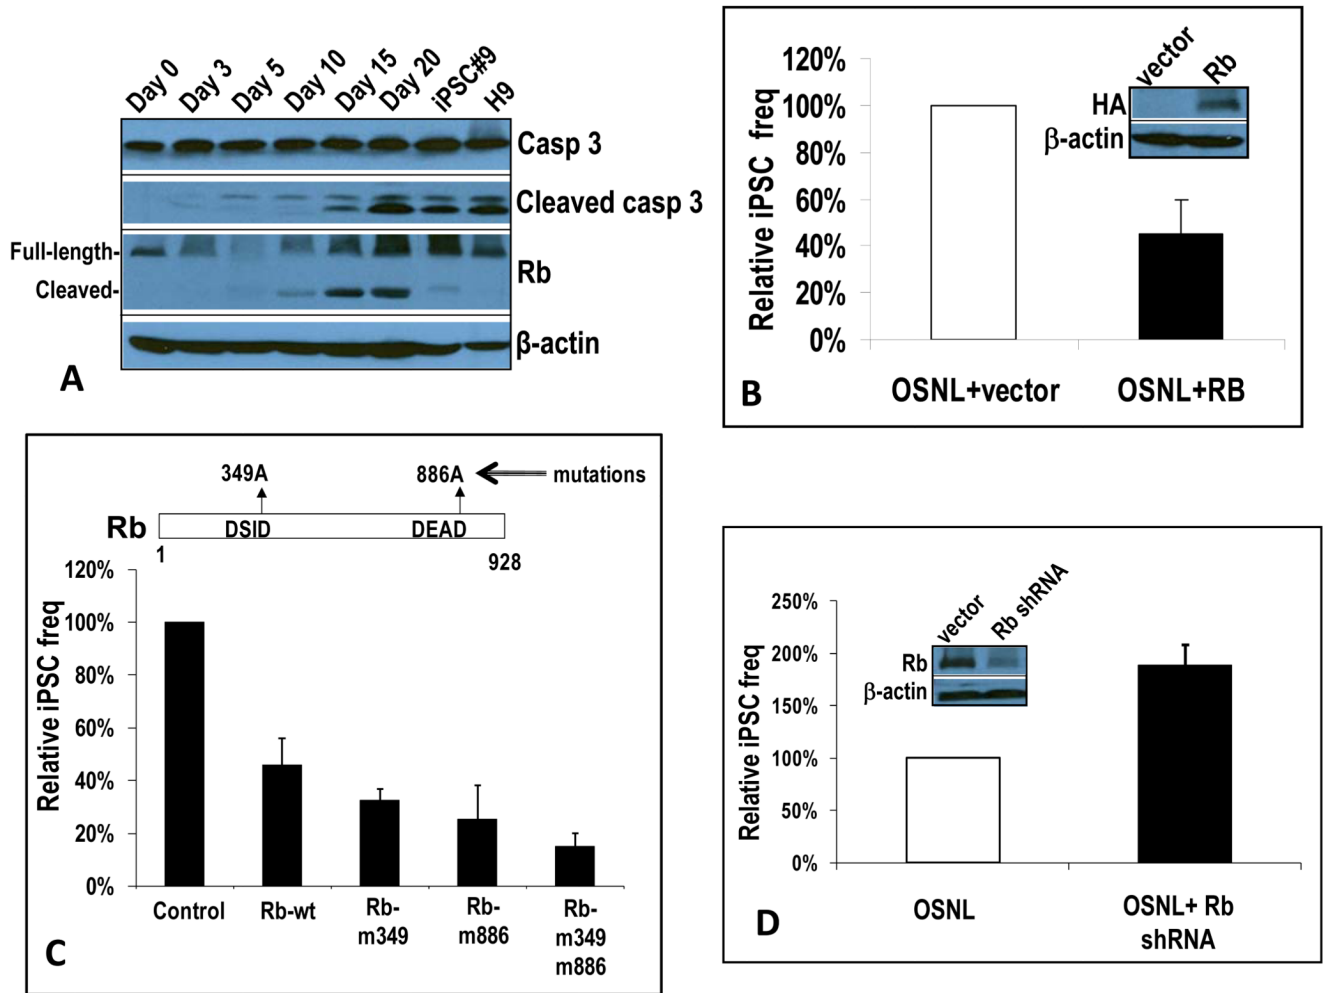 Day 0
Day 3
Day 5
Day 10
Day 15
Day 20
iPSC#9
H9
Casp 3
Cleaved casp 3
Full-length-
Cleaved-
Rb
β-actin
A
Relative iPSC freq
120%
100%
80%
60%
40%
20%
0%
vector
Rb
HA
β-actin
OSNL+vector
OSNL+RB
B
349A
886A
mutations
Rb
DSID
DEAD
1
928
Relative iPSC freq
120%
100%
80%
60%
40%
20%
0%
Control
Rb-wt
Rb-
m349
Rb-
m886
Rb-
m349
m886
C
Relative iPSC freq
250%
200%
150%
100%
50%
0%
vector
Rb shRNA
Rb
β-actin
OSNL
OSNL+ Rb
shRNA
D